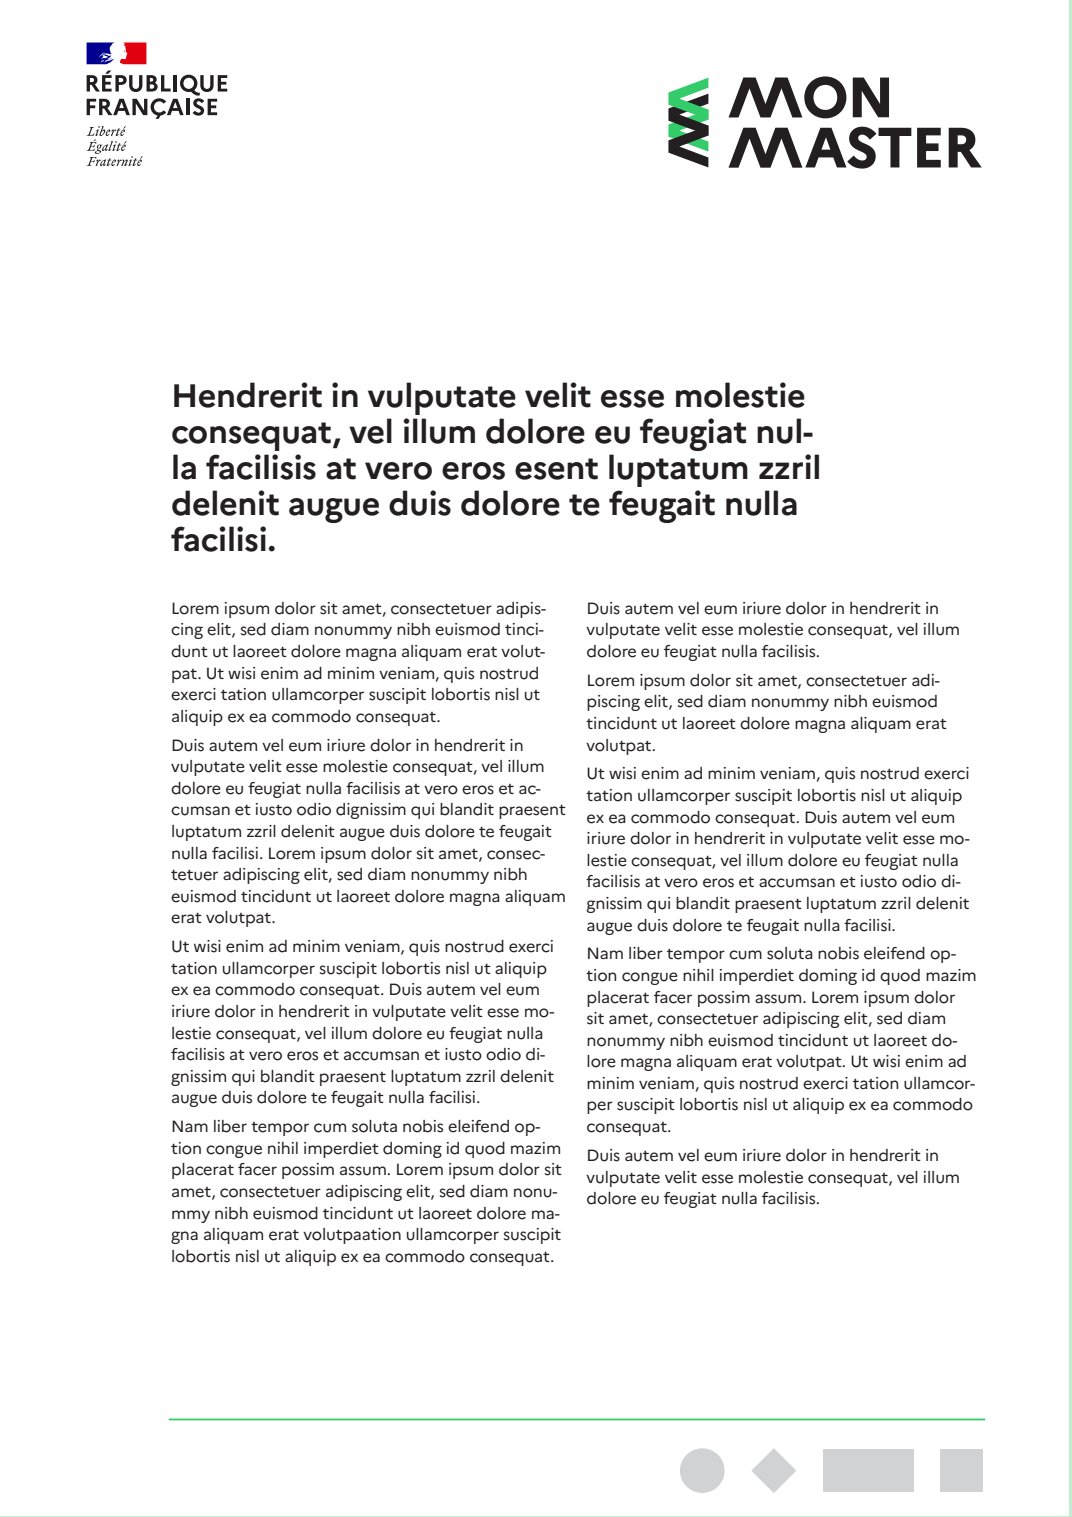 RÉPUBLIQUE
FRANÇAISE
Liberté
Égalité
Fraternité
MON
MASTER
Hendrerit in vulputate velit esse molestie
consequat, vel illum dolore eu feugiat nul-
la facilisis at vero eros esent luptatum zzril
delenit augue duis dolore te feugait nulla
facilisi.
Lorem ipsum dolor sit amet, consectetuer adipis-
cing elit, sed diam nonummy nibh euismod tinci-
dunt ut laoreet dolore magna aliquam erat volut-
pat. Ut wisi enim ad minim veniam, quis nostrud
exerci tation ullamcorper suscipit lobortis nisl ut
aliquip ex ea commodo consequat.
Duis autem vel eum iriure dolor in hendrerit in
vulputate velit esse molestie consequat, vel illum
dolore eu feugiat nulla facilisis at vero eros et ac-
cumsan et iusto odio dignissim qui blandit praesent
luptatum zzril delenit augue duis dolore te feugait
nulla facilisi. Lorem ipsum dolor sit amet, consec-
tetuer adipiscing elit, sed diam nonummy nibh
euismod tincidunt ut laoreet dolore magna aliquam
erat volutpat.
Ut wisi enim ad minim veniam, quis nostrud exerci
tation ullamcorper suscipit lobortis nisl ut aliquip
ex ea commodo consequat. Duis autem vel eum
iriure dolor in hendrerit in vulputate velit esse mo-
lestie consequat, vel illum dolore eu feugiat nulla
facilisis at vero eros et accumsan et iusto odio di-
gnissim qui blandit praesent luptatum zzril delenit
augue duis dolore te feugait nulla facilisi.
Nam liber tempor cum soluta nobis eleifend op-
tion congue nihil imperdiet doming id quod mazim
placerat facer possim assum. Lorem ipsum dolor sit
amet, consectetuer adipiscing elit, sed diam nonu-
mmy nibh euismod tincidunt ut laoreet dolore ma-
gna aliquam erat volutpaation ullamcorper suscipit
lobortis nisl ut aliquip ex ea commodo consequat.
Duis autem vel eum iriure dolor in hendrerit in
vulputate velit esse molestie consequat, vel illum
dolore eu feugiat nulla facilisis.
Lorem ipsum dolor sit amet, consectetuer adi-
piscing elit, sed diam nonummy nibh euismod
tincidunt ut laoreet dolore magna aliquam erat
volutpat.
Ut wisi enim ad minim veniam, quis nostrud exerci
tation ullamcorper suscipit lobortis nisl ut aliquip
ex ea commodo consequat. Duis autem vel eum
iriure dolor in hendrerit in vulputate velit esse mo-
lestie consequat, vel illum dolore eu feugiat nulla
facilisis at vero eros et accumsan et iusto odio di-
gnissim qui blandit praesent luptatum zzril delenit
augue duis dolore te feugait nulla facilisi.
Nam liber tempor cum soluta nobis eleifend op-
tion congue nihil imperdiet doming id quod mazim
placerat facer possim assum. Lorem ipsum dolor
sit amet, consectetuer adipiscing elit, sed diam
nonummy nibh euismod tincidunt ut laoreet do-
lore magna aliquam erat volutpat. Ut wisi enim ad
minim veniam, quis nostrud exerci tation ullamcor-
per suscipit lobortis nisl ut aliquip ex ea commodo
consequat.
Duis autem vel eum iriure dolor in hendrerit in
vulputate velit esse molestie consequat, vel illum
dolore eu feugiat nulla facilisis.